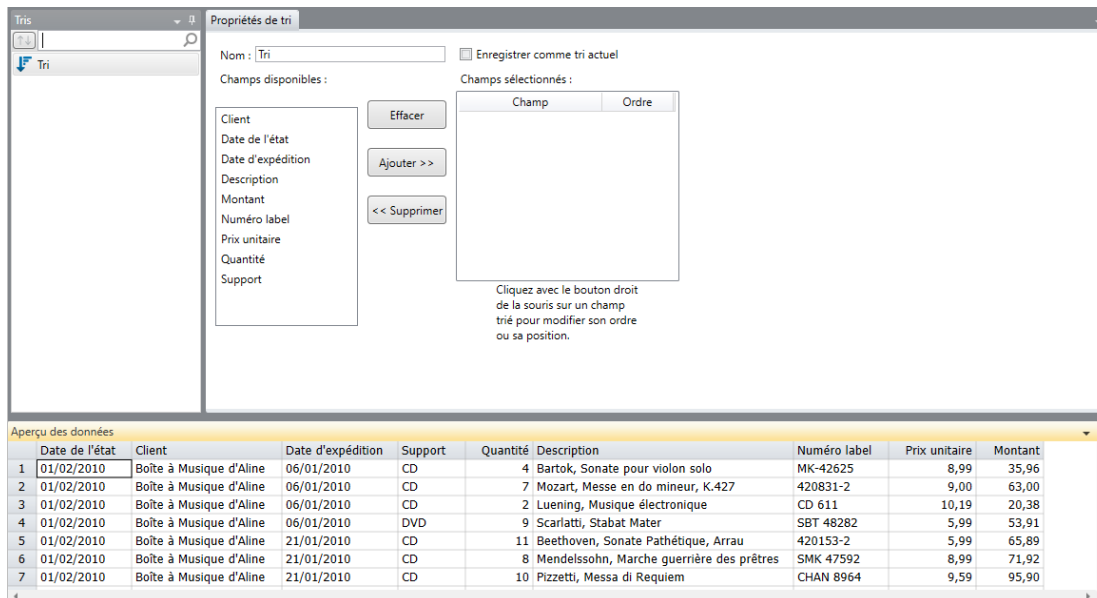 Tris
Propriétés de tri
Tri
Nom : Tri
Enregistrer comme tri actuel
Champs disponibles :
Champs sélectionnés :
Client
Date de l'état
Date d'expédition
Description
Montant
Numéro label
Prix unitaire
Quantité
Support
Effacer
Ajouter >>
<< Supprimer
Champ Ordre
Cliquez avec le bouton droit
de la souris sur un champ
trié pour modifier son ordre
ou sa position.
Aperçu des données
Date de l'état Client Date d'expédition Support Quantité Description Numéro label Prix unitaire Montant
1 01/02/2010 Boîte à Musique d'Aline 06/01/2010 CD 4 Bartok, Sonate pour violon solo MK-42625 8,99 35,96
2 01/02/2010 Boîte à Musique d'Aline 06/01/2010 CD 7 Mozart, Messe en do mineur, K.427 420831-2 9,00 63,00
3 01/02/2010 Boîte à Musique d'Aline 06/01/2010 CD 2 Luening, Musique électronique CD 611 10,19 20,38
4 01/02/2010 Boîte à Musique d'Aline 06/01/2010 DVD 9 Scarlatti, Stabat Mater SBT 48282 5,99 53,91
5 01/02/2010 Boîte à Musique d'Aline 21/01/2010 CD 11 Beethoven, Sonate Pathétique, Arrau 420153-2 5,99 65,89
6 01/02/2010 Boîte à Musique d'Aline 21/01/2010 CD 8 Mendelssohn, Marche guerrière des prêtres SMK 47592 8,99 71,92
7 01/02/2010 Boîte à Musique d'Aline 21/01/2010 CD 10 Pizzetti, Messa di Requiem CHAN 8964 9,59 95,90